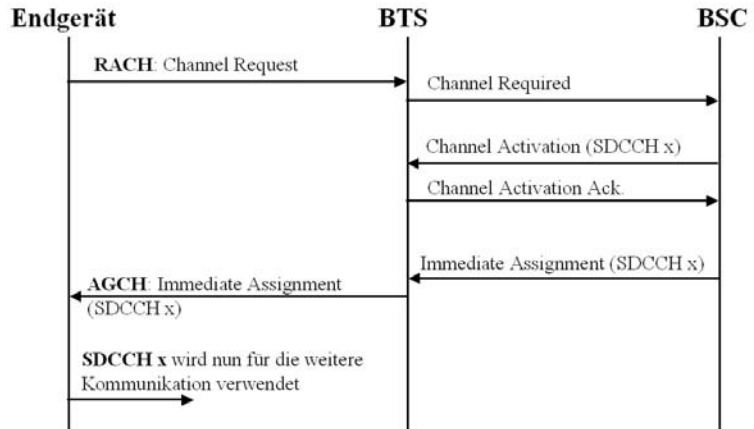 Endgerät BTS BSC
RACH: Channel Request
Channel Required
Channel Activation (SDCCH x)
Channel Activation Ack.
Immediate Assignment (SDCCH x)
AGCH: Immediate Assignment
(SDCCH x)
SDCCH x wird nun für die weitere
Kommunikation verwendet